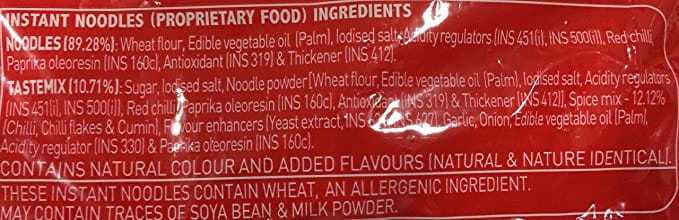 INSTANT NOODLES (PROPRIETARY FOOD) INGREDIENTS
NOODLES (89.28%): Wheat flour, Edible vegetable oil (Palm), Iodised salt, Acidity regulators (INS 451(i), INS 500(i)), Red chilli,
Paprika oleoresin (INS 160c), Antioxidant (INS 319) & Thickener (INS 412).
TASTEMIX (10.71%): Sugar, Iodised salt, Noodle powder [Wheat flour, Edible vegetable oil (Palm), Iodised salt, Acidity regulators
(INS 451(i), INS 500(i)), Red chilli, Paprika oleoresin (INS 160c), Antioxidant (INS 319) & Thickener (INS 412)], Spice mix - 12.12%
(Chilli, Chilli flakes & Cumin), Flavour enhancers (Yeast extract, INS 627), Garlic, Onion, Edible vegetable oil (Palm),
Acidity regulator (INS 330) & Paprika oleoresin (INS 160c).
CONTAINS NATURAL COLOUR AND ADDED FLAVOURS (NATURAL & NATURE IDENTICAL).
THESE INSTANT NOODLES CONTAIN WHEAT, AN ALLERGENIC INGREDIENT.
MAY CONTAIN TRACES OF SOYA BEAN & MILK POWDER.